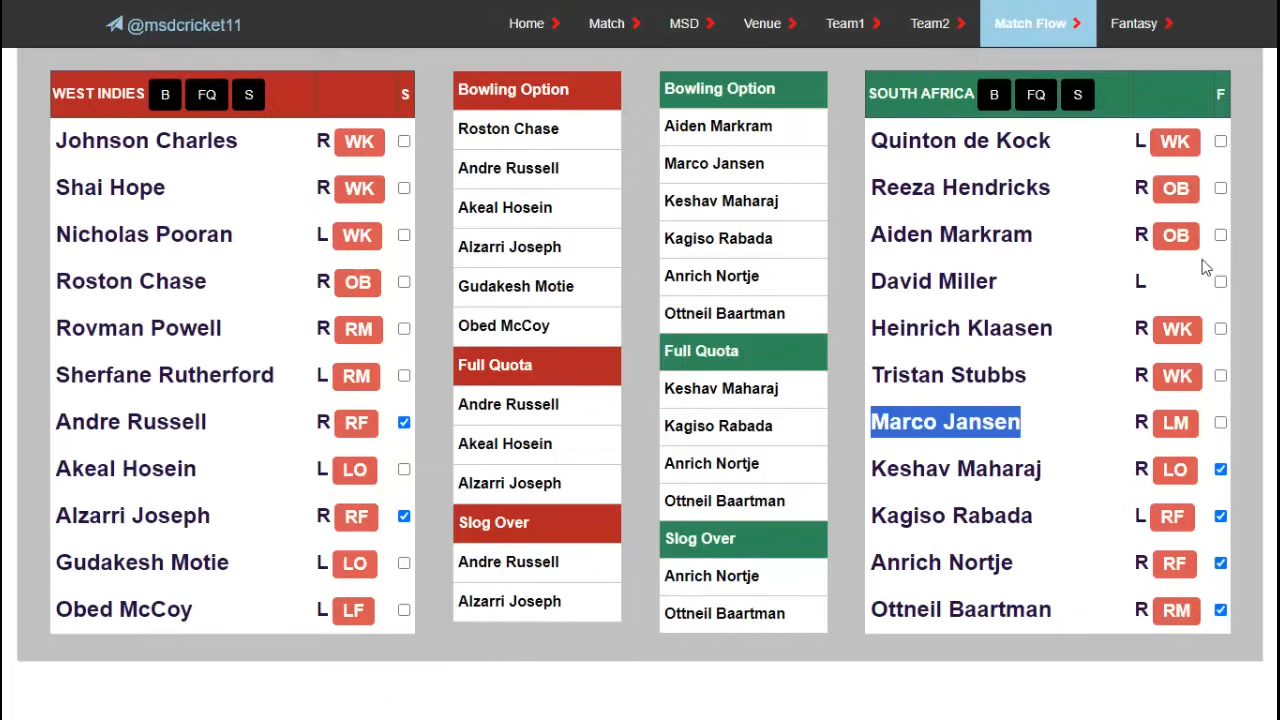 @msdcricket11 Home Match MSD Venue Team1 Team2 Match Flow Fantasy
WEST INDIES B FQ S S
Johnson Charles R WK
Shai Hope R WK
Nicholas Pooran L WK
Roston Chase R OB
Rovman Powell R RM
Sherfane Rutherford L RM
Andre Russell R RF
Akeal Hosein L LO
Alzarri Joseph R RF
Gudakesh Motie L LO
Obed McCoy L LF
Bowling Option
Roston Chase
Andre Russell
Akeal Hosein
Alzarri Joseph
Gudakesh Motie
Obed McCoy
Full Quota
Andre Russell
Akeal Hosein
Alzarri Joseph
Slog Over
Andre Russell
Alzarri Joseph
Bowling Option
Aiden Markram
Marco Jansen
Keshav Maharaj
Kagiso Rabada
Anrich Nortje
Ottneil Baartman
Full Quota
Keshav Maharaj
Kagiso Rabada
Anrich Nortje
Ottneil Baartman
Slog Over
Anrich Nortje
Ottneil Baartman
SOUTH AFRICA B FQ S F
Quinton de Kock L WK
Reeza Hendricks R OB
Aiden Markram R OB
David Miller L
Heinrich Klaasen R WK
Tristan Stubbs R WK
Marco Jansen R LM
Keshav Maharaj R LO
Kagiso Rabada L RF
Anrich Nortje R RF
Ottneil Baartman R RM